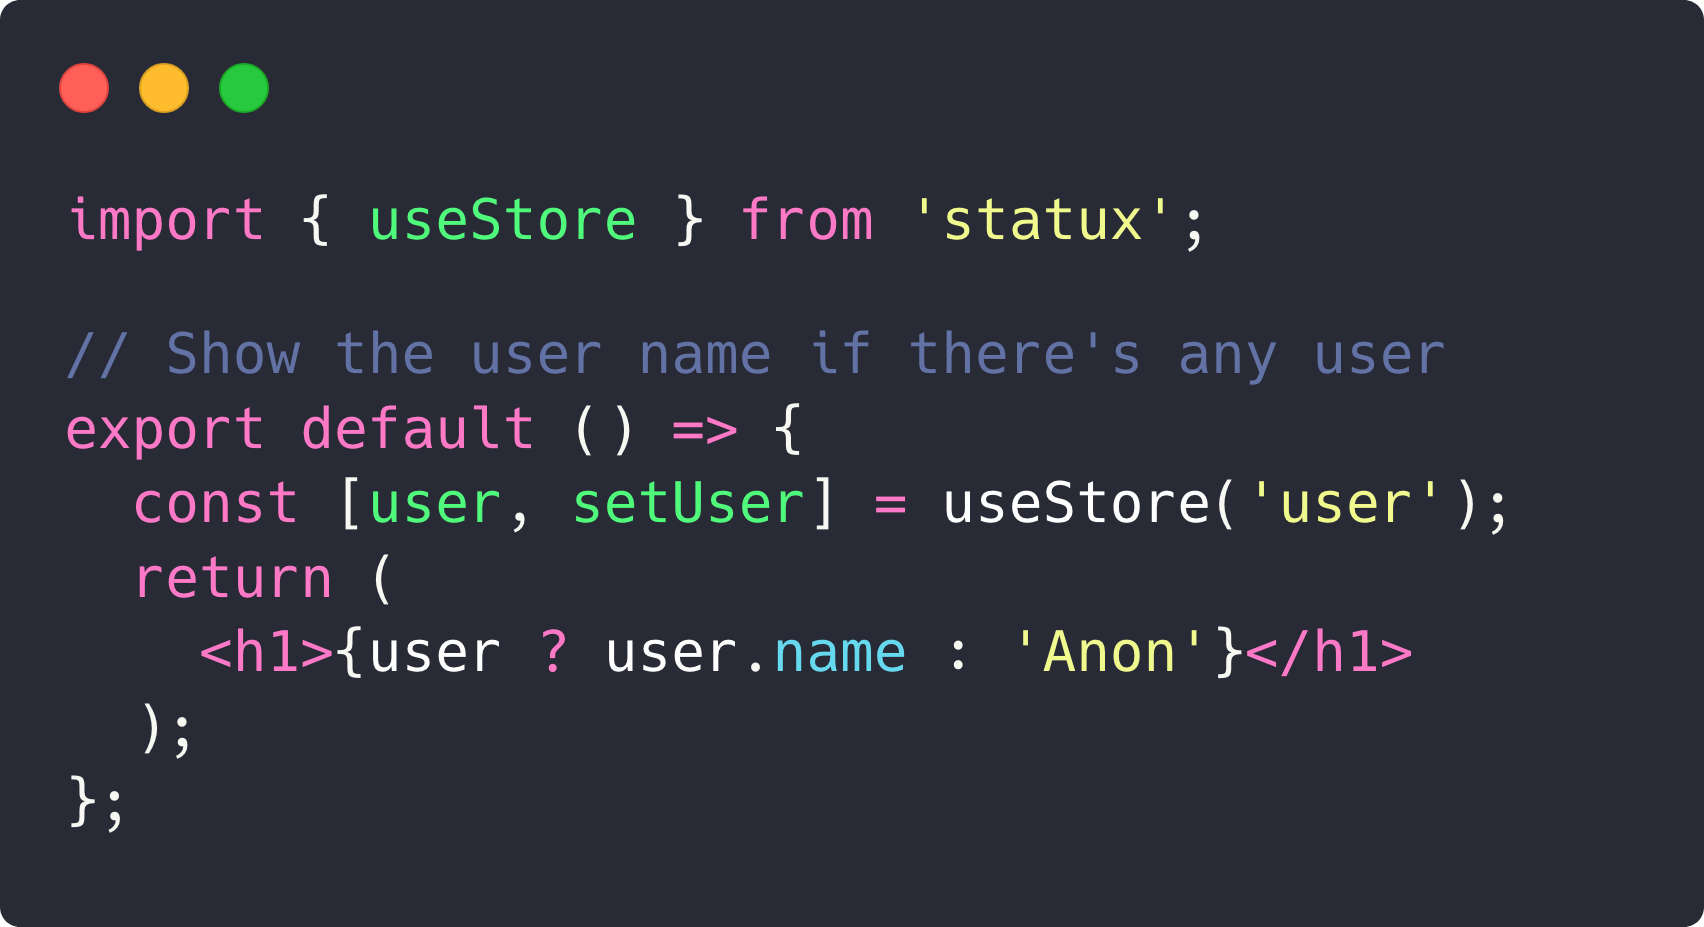 import { useStore } from 'statux';

// Show the user name if there's any user
export default () => {
  const [user, setUser] = useStore('user');
  return (
    <h1>{user ? user.name : 'Anon'}</h1>
  );
};